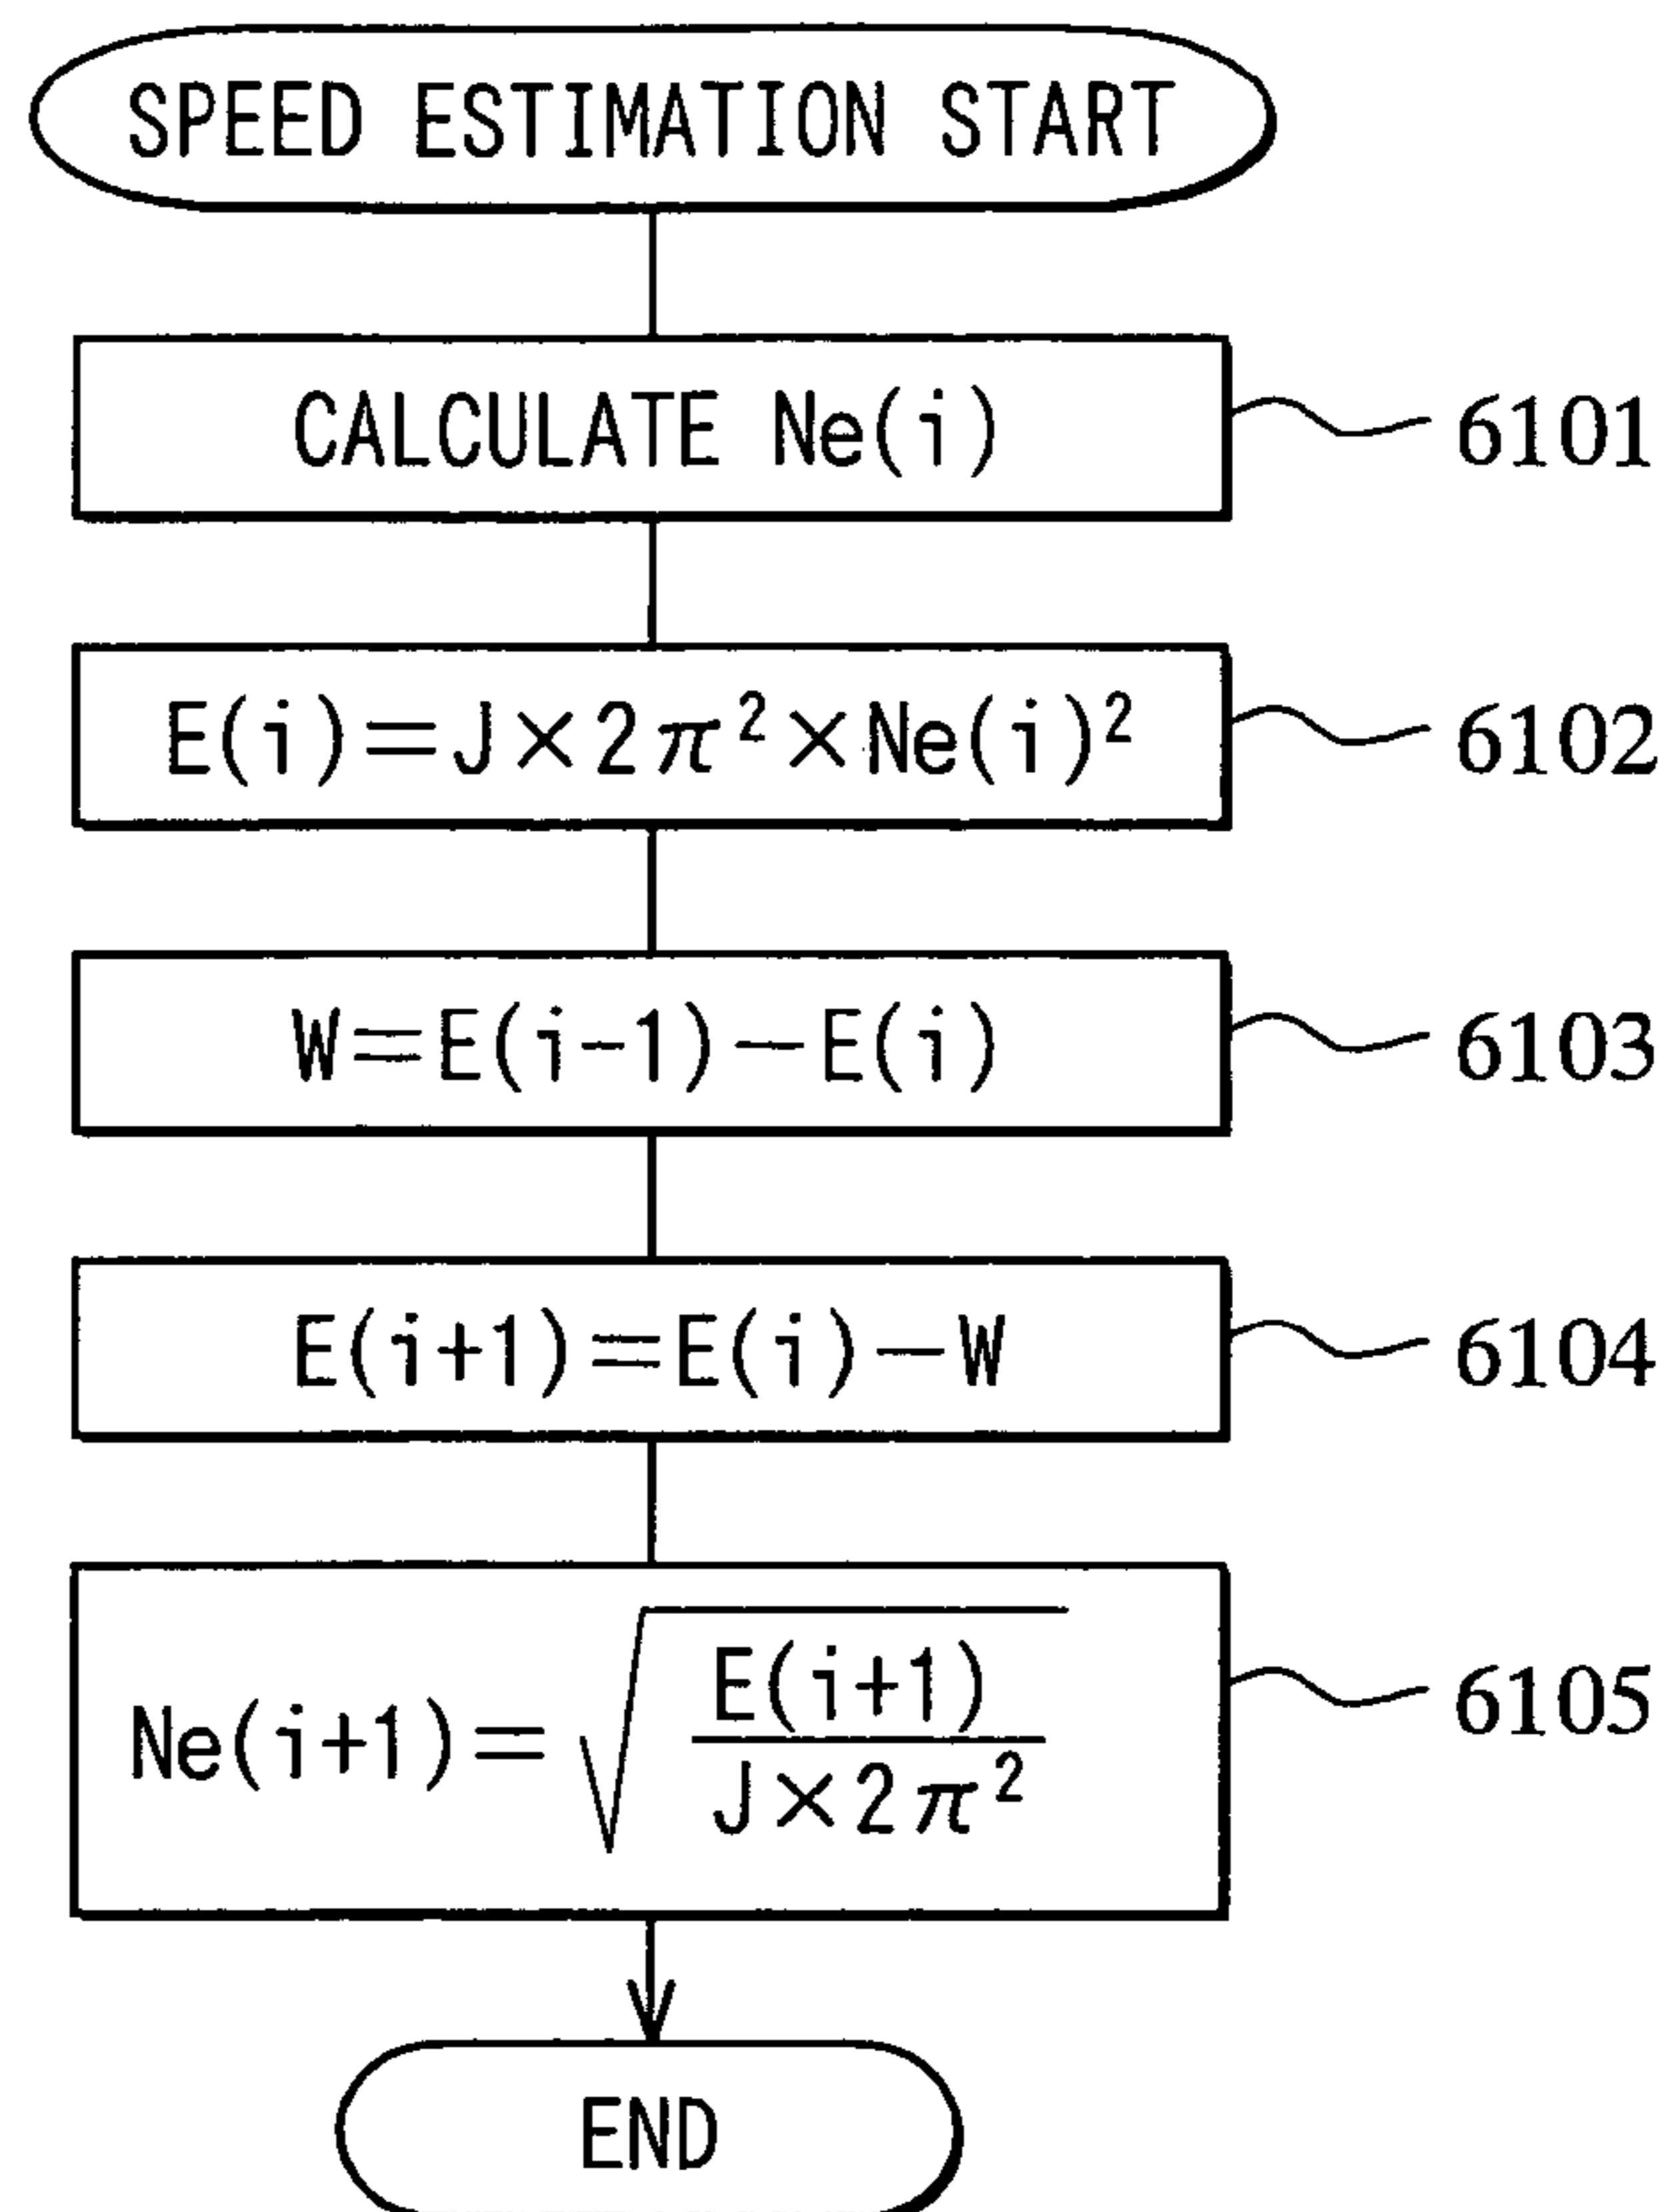 SPEED ESTIMATION START
CALCULATE Ne(i)
6101
E(i)=J×2π²×Ne(i)²
6102
W=E(i-1)-E(i)
6103
E(i+1)=E(i)-W
6104
Ne(i+1)=√(E(i+1)/(J×2π²))
6105
END